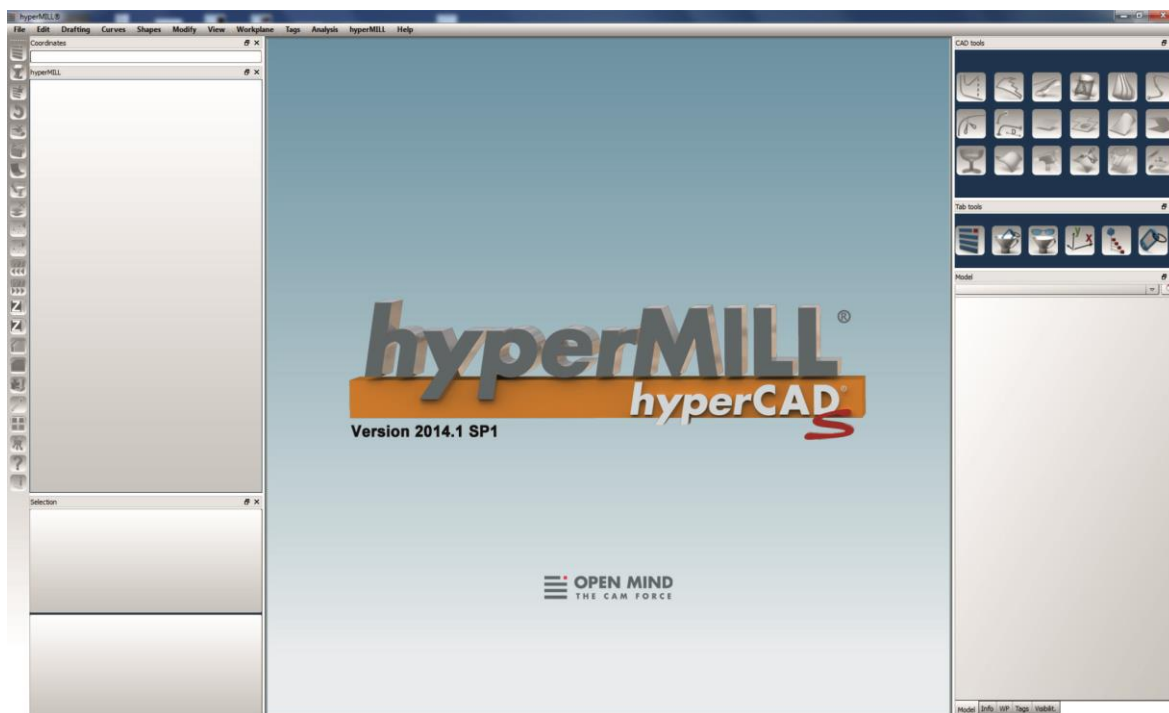 hyperMILL®
File Edit Drafting Curves Shapes Modify View Workplane Tags Analysis hyperMILL Help
Coordinates
hyperMILL
Selection
CAD tools
Tab tools
Model
hyperMILL®
hyperCAD®
S
Version 2014.1 SP1
OPEN MIND
THE CAM FORCE
Model Info WP Tags Visibilit.